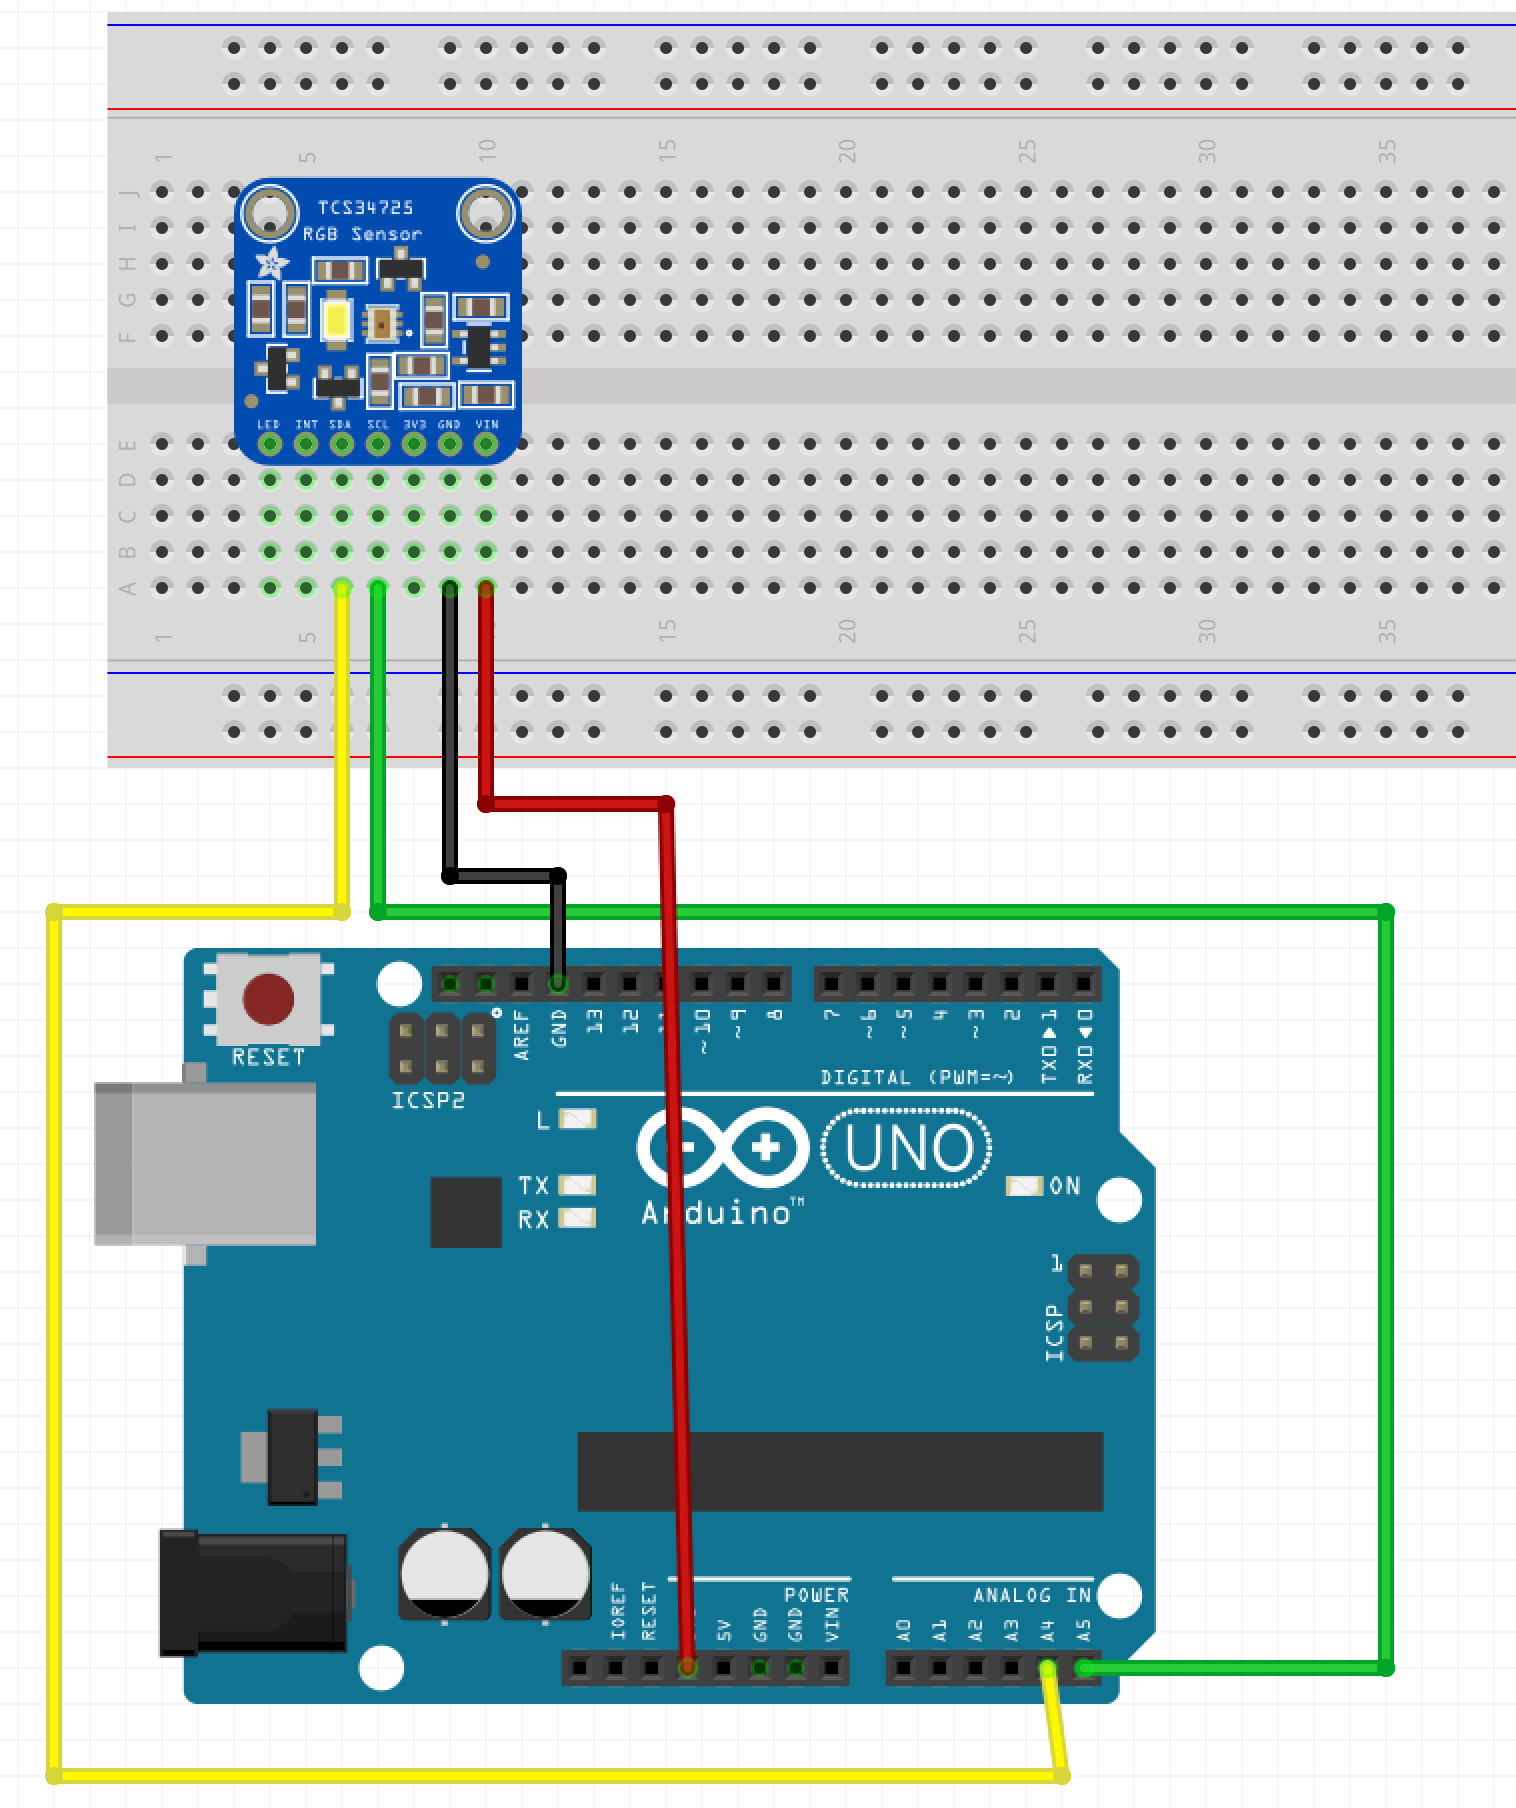 1 5 10 15 20 25 30 35
J
I
H
G
F
TCS34725
RGB Sensor
LED INT SDA SCL 3V3 GND VIN
E
D
C
B
A
1 5 15 20 25 30 35
RESET
ICSP2
AREF GND 13 12 11 ~10 ~9 8 7 ~6 ~5 4 ~3 2 TX0▶1 RX0◀0
DIGITAL (PWM=~)
L
TX
RX
UNO
Arduino™
ON
1
ICSP
POWER
ANALOG IN
IOREF RESET 5V GND GND VIN A0 A1 A2 A3 A4 A5